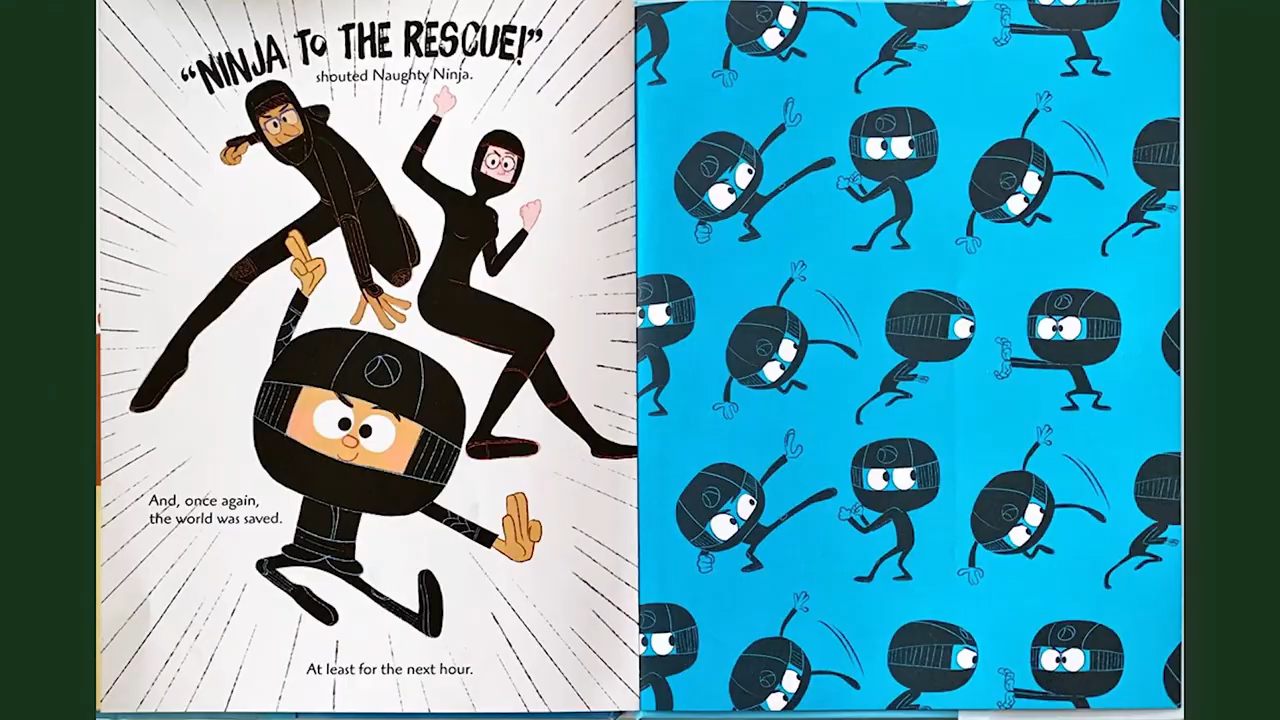 “NINJA TO THE RESCUE!”
shouted Naughty Ninja.
And, once again,
the world was saved.
At least for the next hour.